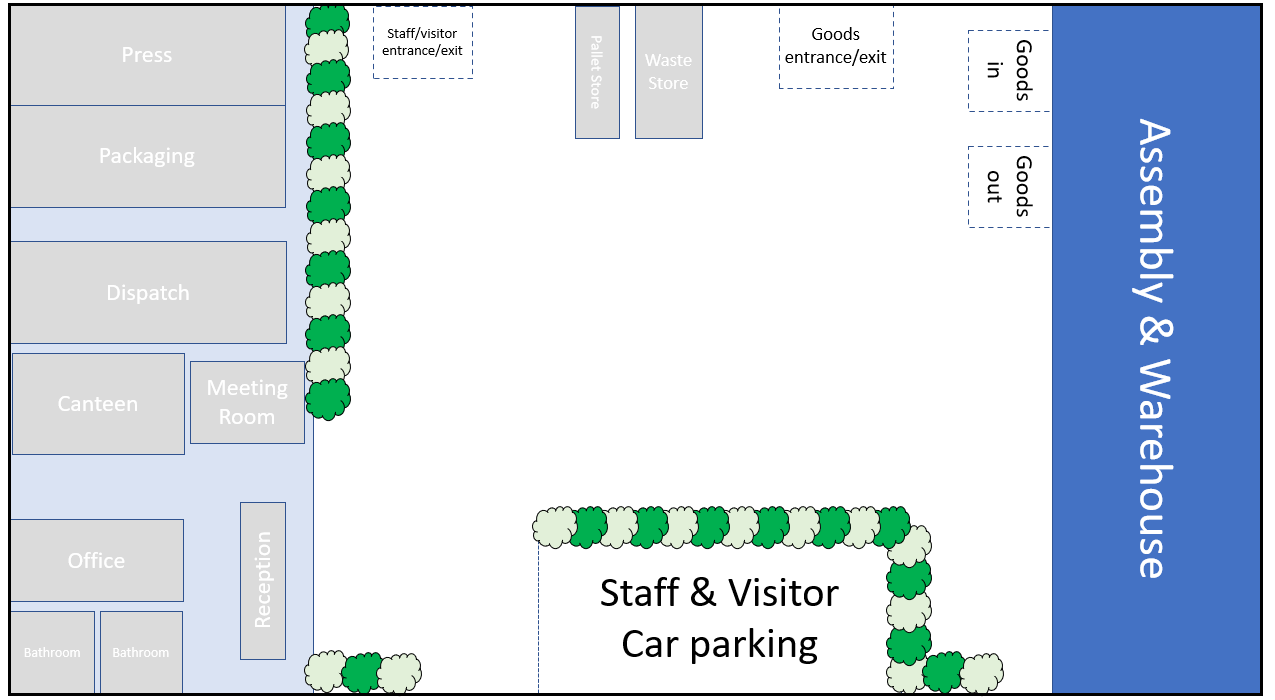 Press
Packaging
Dispatch
Canteen
Meeting
Room
Office
Reception
Bathroom
Bathroom
Staff/visitor
entrance/exit
Pallet Store
Waste
Store
Goods
entrance/exit
Goods
in
Goods
out
Assembly & Warehouse
Staff & Visitor
Car parking